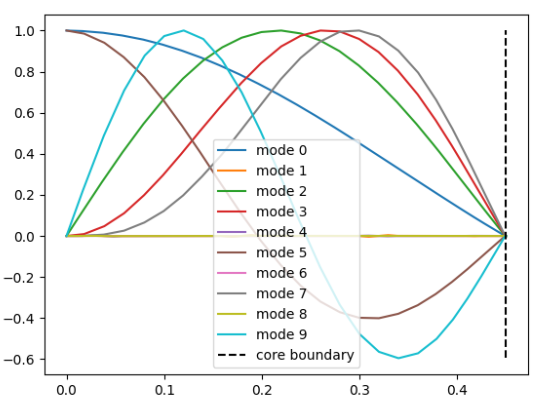 1.0
0.8
0.6
0.4
0.2
0.0
−0.2
−0.4
−0.6
mode 0
mode 1
mode 2
mode 3
mode 4
mode 5
mode 6
mode 7
mode 8
mode 9
core boundary
0.0 0.1 0.2 0.3 0.4